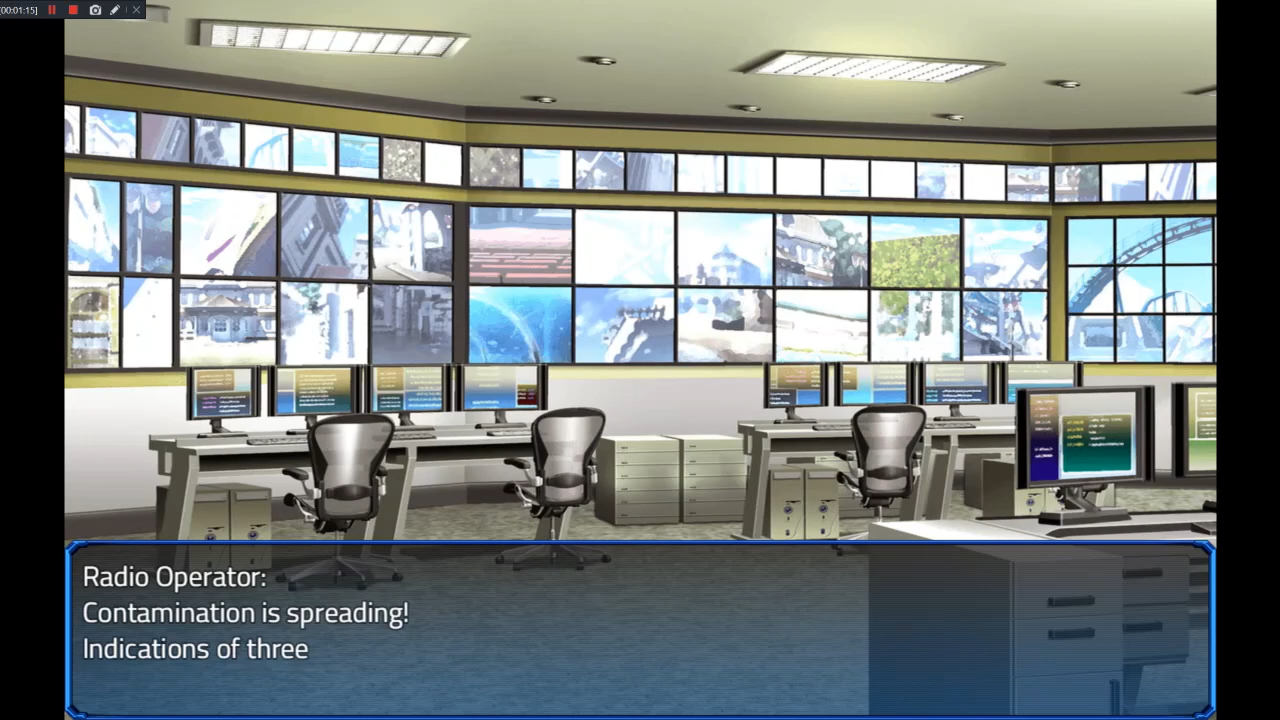 [00:01:15]
Radio Operator:
Contamination is spreading!
Indications of three